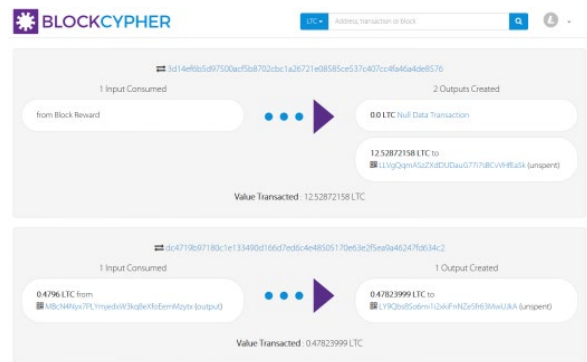 BLOCKCYPHER
LTC
Address, transaction or block
3d14ef6b5d97500acf5b8702cbc1a26721e08585ce537c407cc4fa46a4de8576
1 Input Consumed
2 Outputs Created
from Block Reward
0.0 LTC Null Data Transaction
12.52872158 LTC to
(unspent)
Value Transacted : 12.52872158 LTC
1 Input Consumed
1 Output Created
0.4796 LTC from
(output)
0.47823999 LTC to
(unspent)
Value Transacted : 0.47823999 LTC